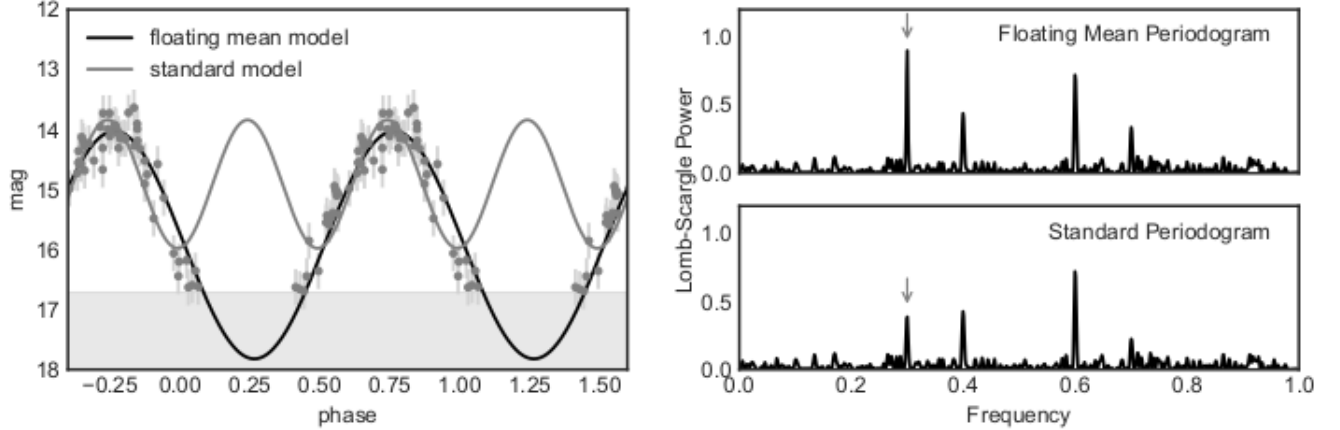 12
13
14
15
16
17
18
mag
floating mean model
standard model
−0.25 0.00 0.25 0.50 0.75 1.00 1.25 1.50
phase
1.0
0.5
0.0
Floating Mean Periodogram
Lomb-Scargle Power
1.0
0.5
0.0
Standard Periodogram
0.0 0.2 0.4 0.6 0.8 1.0
Frequency